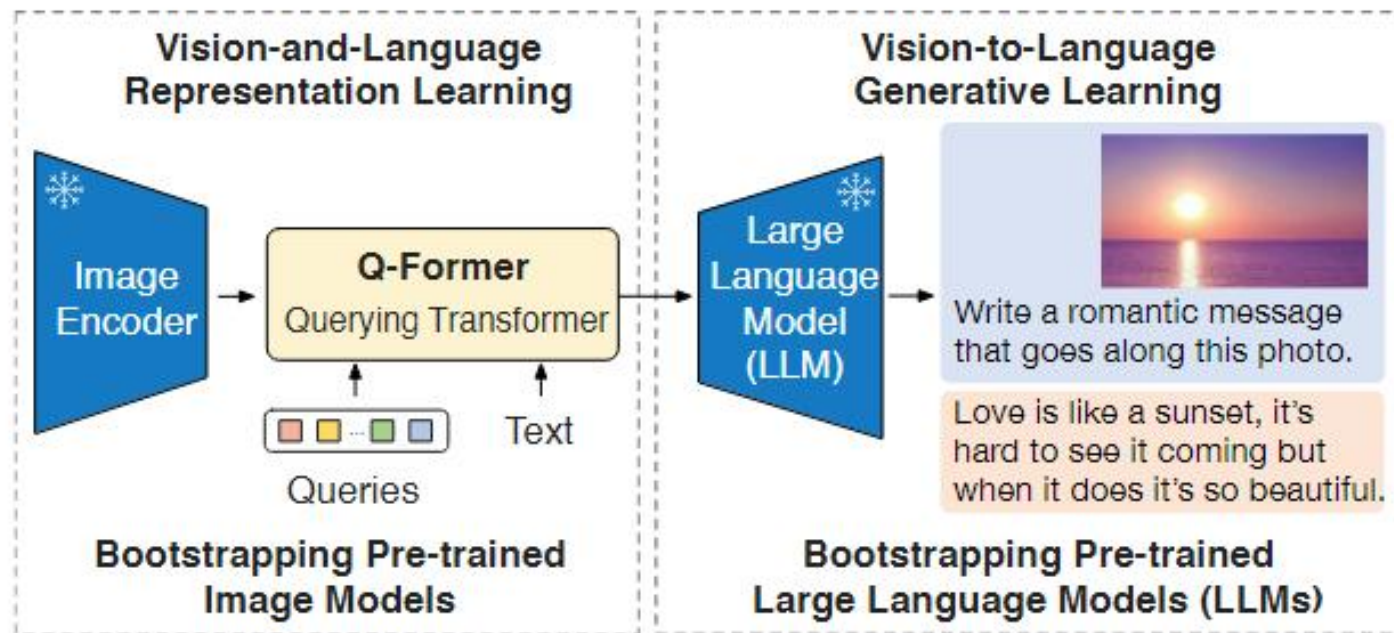 Vision-and-Language
Representation Learning
Image
Encoder
Q-Former
Querying Transformer
...
Queries
Text
Bootstrapping Pre-trained
Image Models
Vision-to-Language
Generative Learning
Large
Language
Model
(LLM)
Write a romantic message
that goes along this photo.
Love is like a sunset, it's
hard to see it coming but
when it does it's so beautiful.
Bootstrapping Pre-trained
Large Language Models (LLMs)